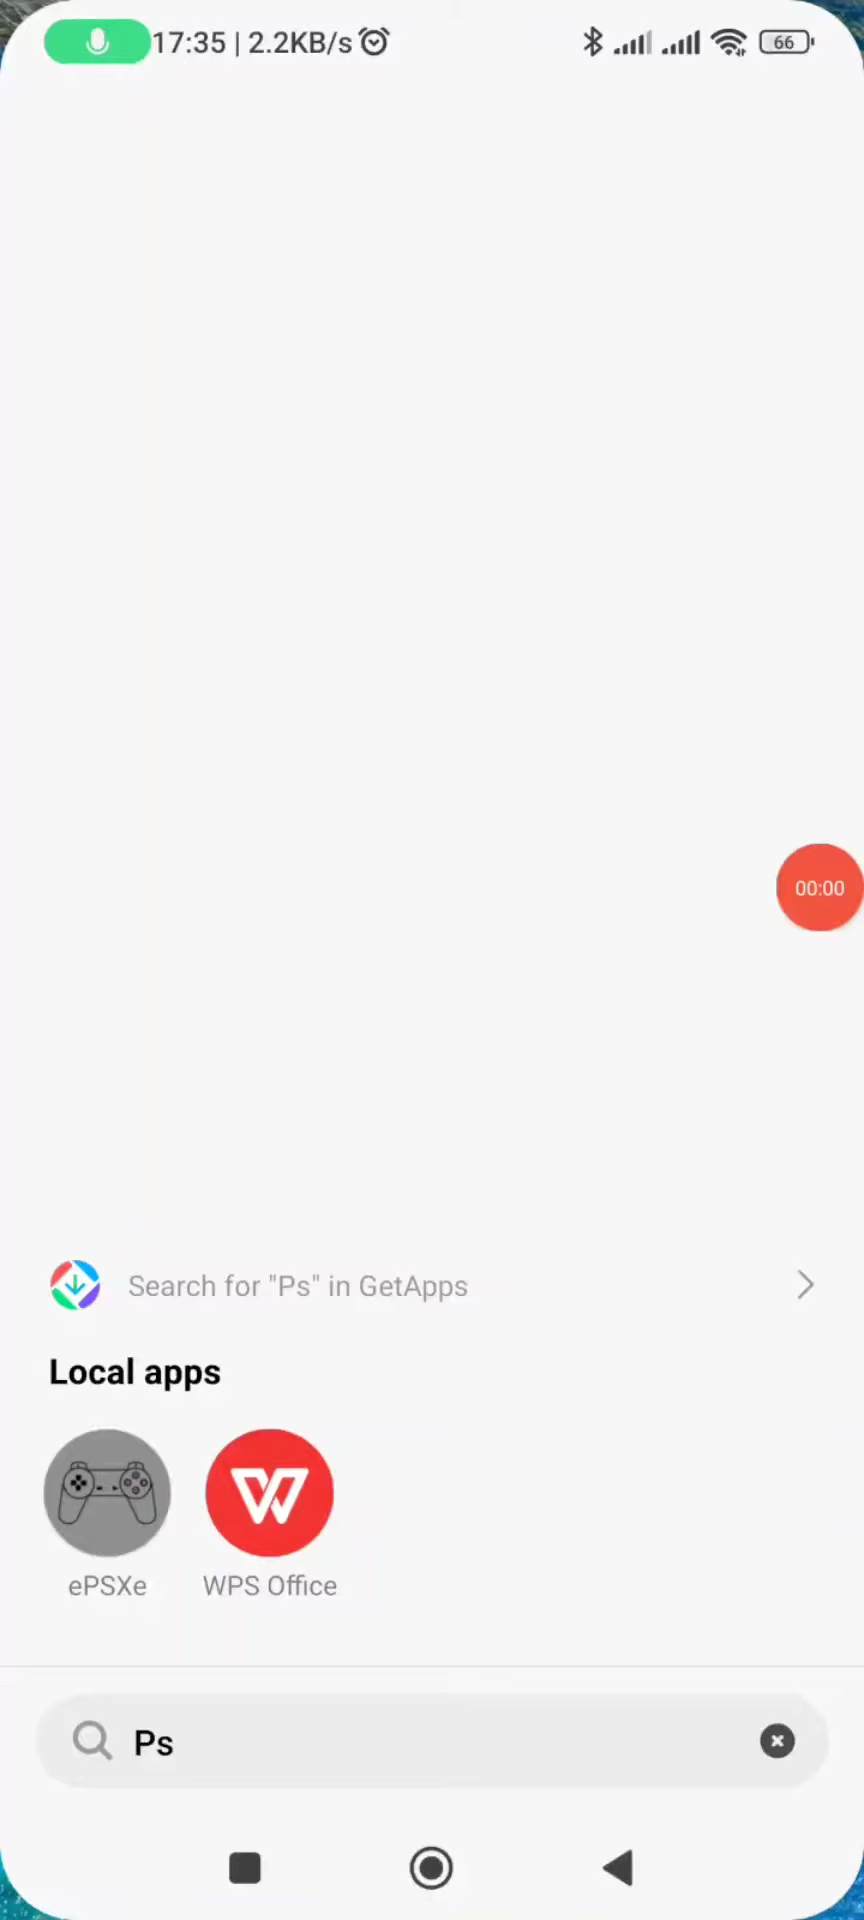 17:35 | 2.2KB/s 66
00:00
Search for "Ps" in GetApps
Local apps
ePSXe WPS Office
Ps